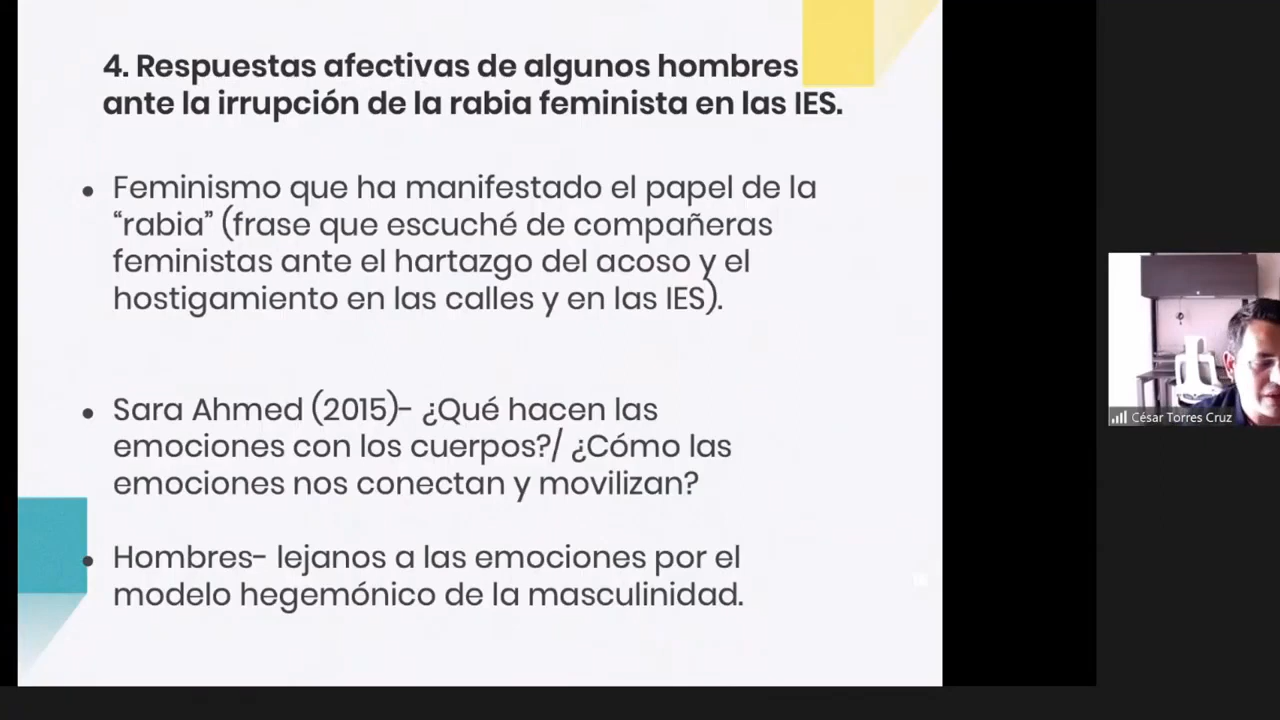 4. Respuestas afectivas de algunos hombres
ante la irrupción de la rabia feminista en las IES.
• Feminismo que ha manifestado el papel de la
“rabia” (frase que escuché de compañeras
feministas ante el hartazgo del acoso y el
hostigamiento en las calles y en las IES).
• Sara Ahmed (2015)- ¿Qué hacen las
emociones con los cuerpos?/ ¿Cómo las
emociones nos conectan y movilizan?
• Hombres- lejanos a las emociones por el
modelo hegemónico de la masculinidad.
César Torres Cruz